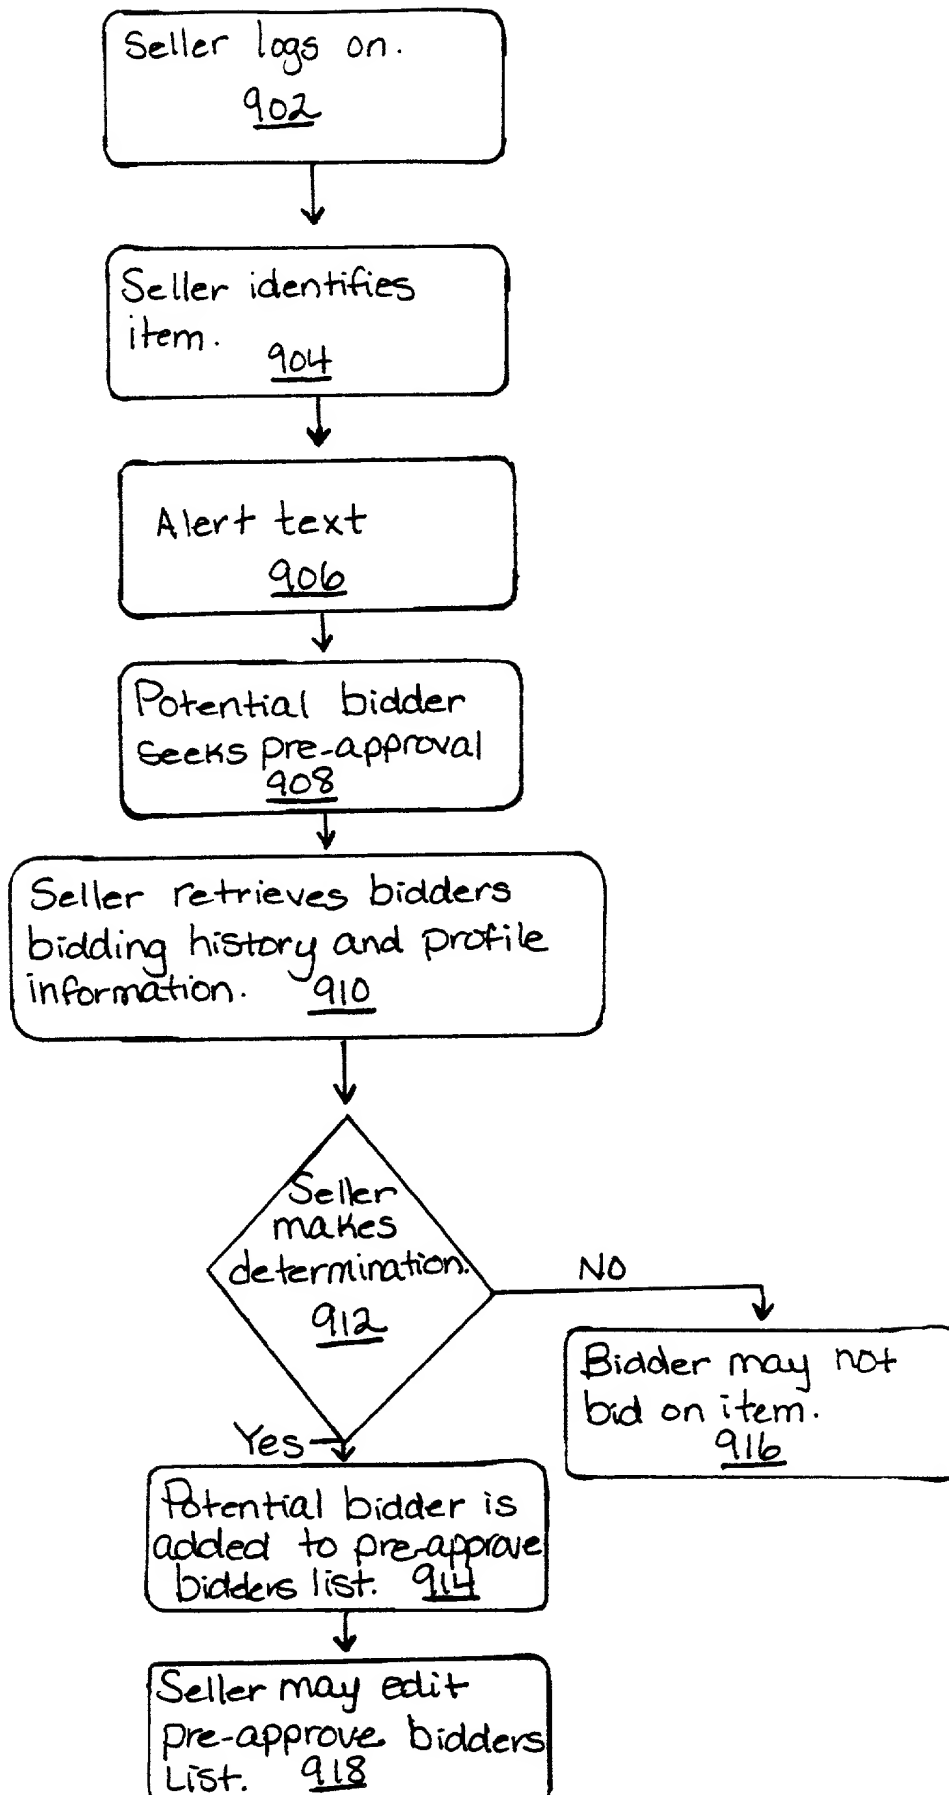 Seller logs on.
902
Seller identifies
item. 904
Alert text
906
Potential bidder
seeks pre-approval
908
Seller retrieves bidders
bidding history and profile
information. 910
Seller
makes
determination.
912
NO
Bidder may not
bid on item.
916
Yes
Potential bidder is
added to pre-approve
bidders list. 914
Seller may edit
pre-approve bidders
List. 918